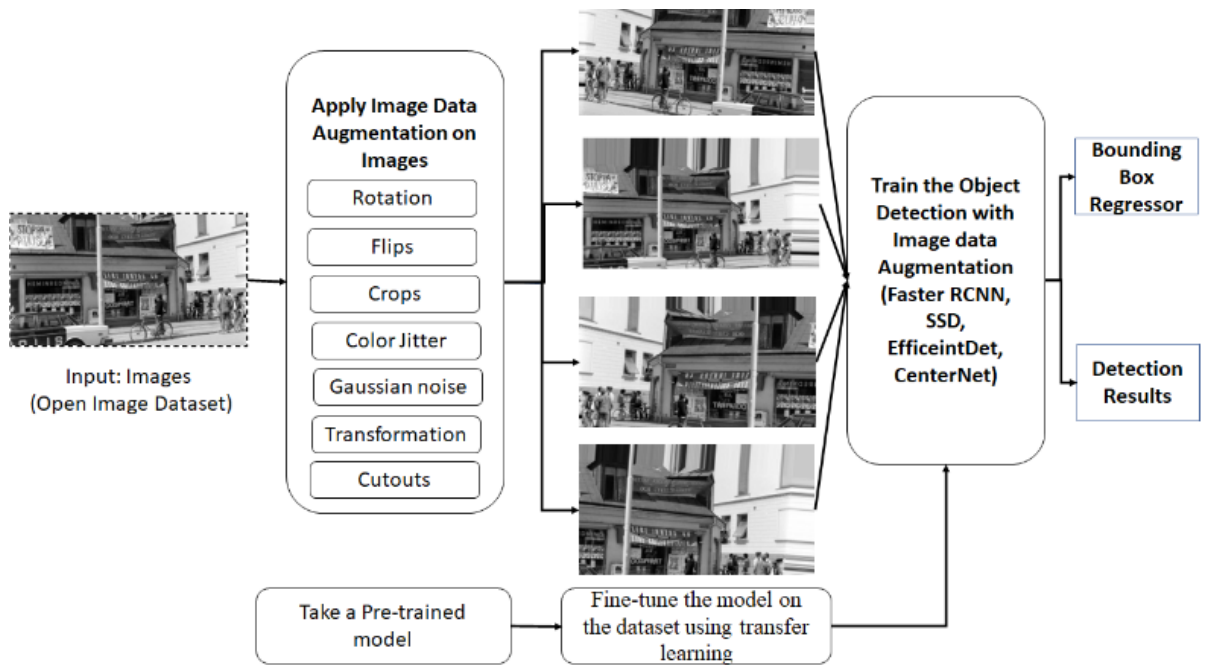 Apply Image Data
Augmentation on
Images
Rotation
Flips
Crops
Color Jitter
Gaussian noise
Transformation
Cutouts
Input: Images
(Open Image Dataset)
Train the Object
Detection with
Image data
Augmentation
(Faster RCNN,
SSD,
EfficeintDet,
CenterNet)
Bounding
Box
Regressor
Detection
Results
Take a Pre-trained
model
Fine-tune the model on
the dataset using transfer
learning